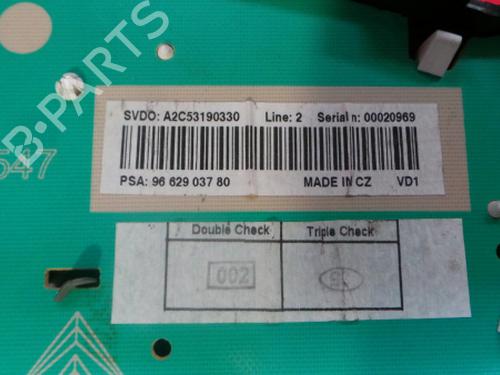 B-PARTS
SVDO: A2C53190330 Line: 2 Serial n: 00020969
PSA: 96 629 037 80 MADE IN CZ VD1
547
Double Check Triple Check
002